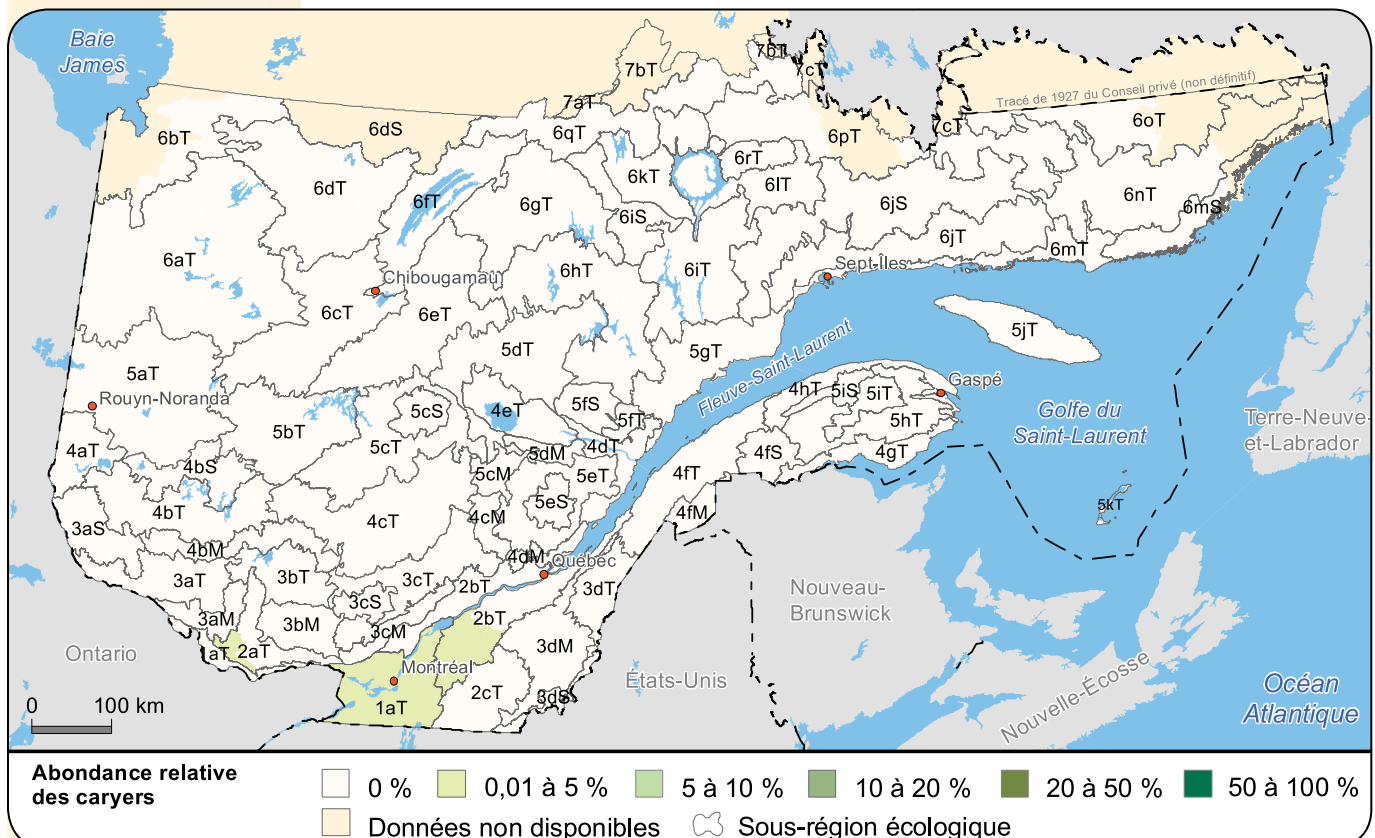 Baie
James
7bT
7bT
7cT
7aT
Tracé de 1927 du Conseil privé (non définitif)
6bT
6dS
6qT
6pT
7cT
6oT
6dT
6fT
6gT
6kT
6rT
6lT
6iS
6jS
6nT
6mS
6jT
6mT
6aT
6hT
6iT
Sept-Îles
Chibougamau
6cT
6eT
5jT
5aT
5dT
5gT
Fleuve-Saint-Laurent
Rouyn-Noranda
5bT
5cS
4eT
5fS
5fT
4hT
5iS
5iT
Gaspé
5hT
Golfe du
Saint-Laurent
Terre-Neuve-
et-Labrador
4aT
4bS
5cT
5dM
4dT
4fS
4gT
5cM
5eT
4fT
3aS
4bT
4cT
4cM
5eS
4fM
5kT
4bM
4dM
Québec
3aT
3bT
3cT
2bT
3dT
Nouveau-
Brunswick
3cS
3aM
3bM
3cM
2bT
1aT
2aT
3dM
Ontario
Montréal
États-Unis
2cT
3dS
1aT
Nouvelle-Écosse
Océan
Atlantique
0 100 km
Abondance relative
des caryers
0 %
0,01 à 5 %
5 à 10 %
10 à 20 %
20 à 50 %
50 à 100 %
Données non disponibles
Sous-région écologique